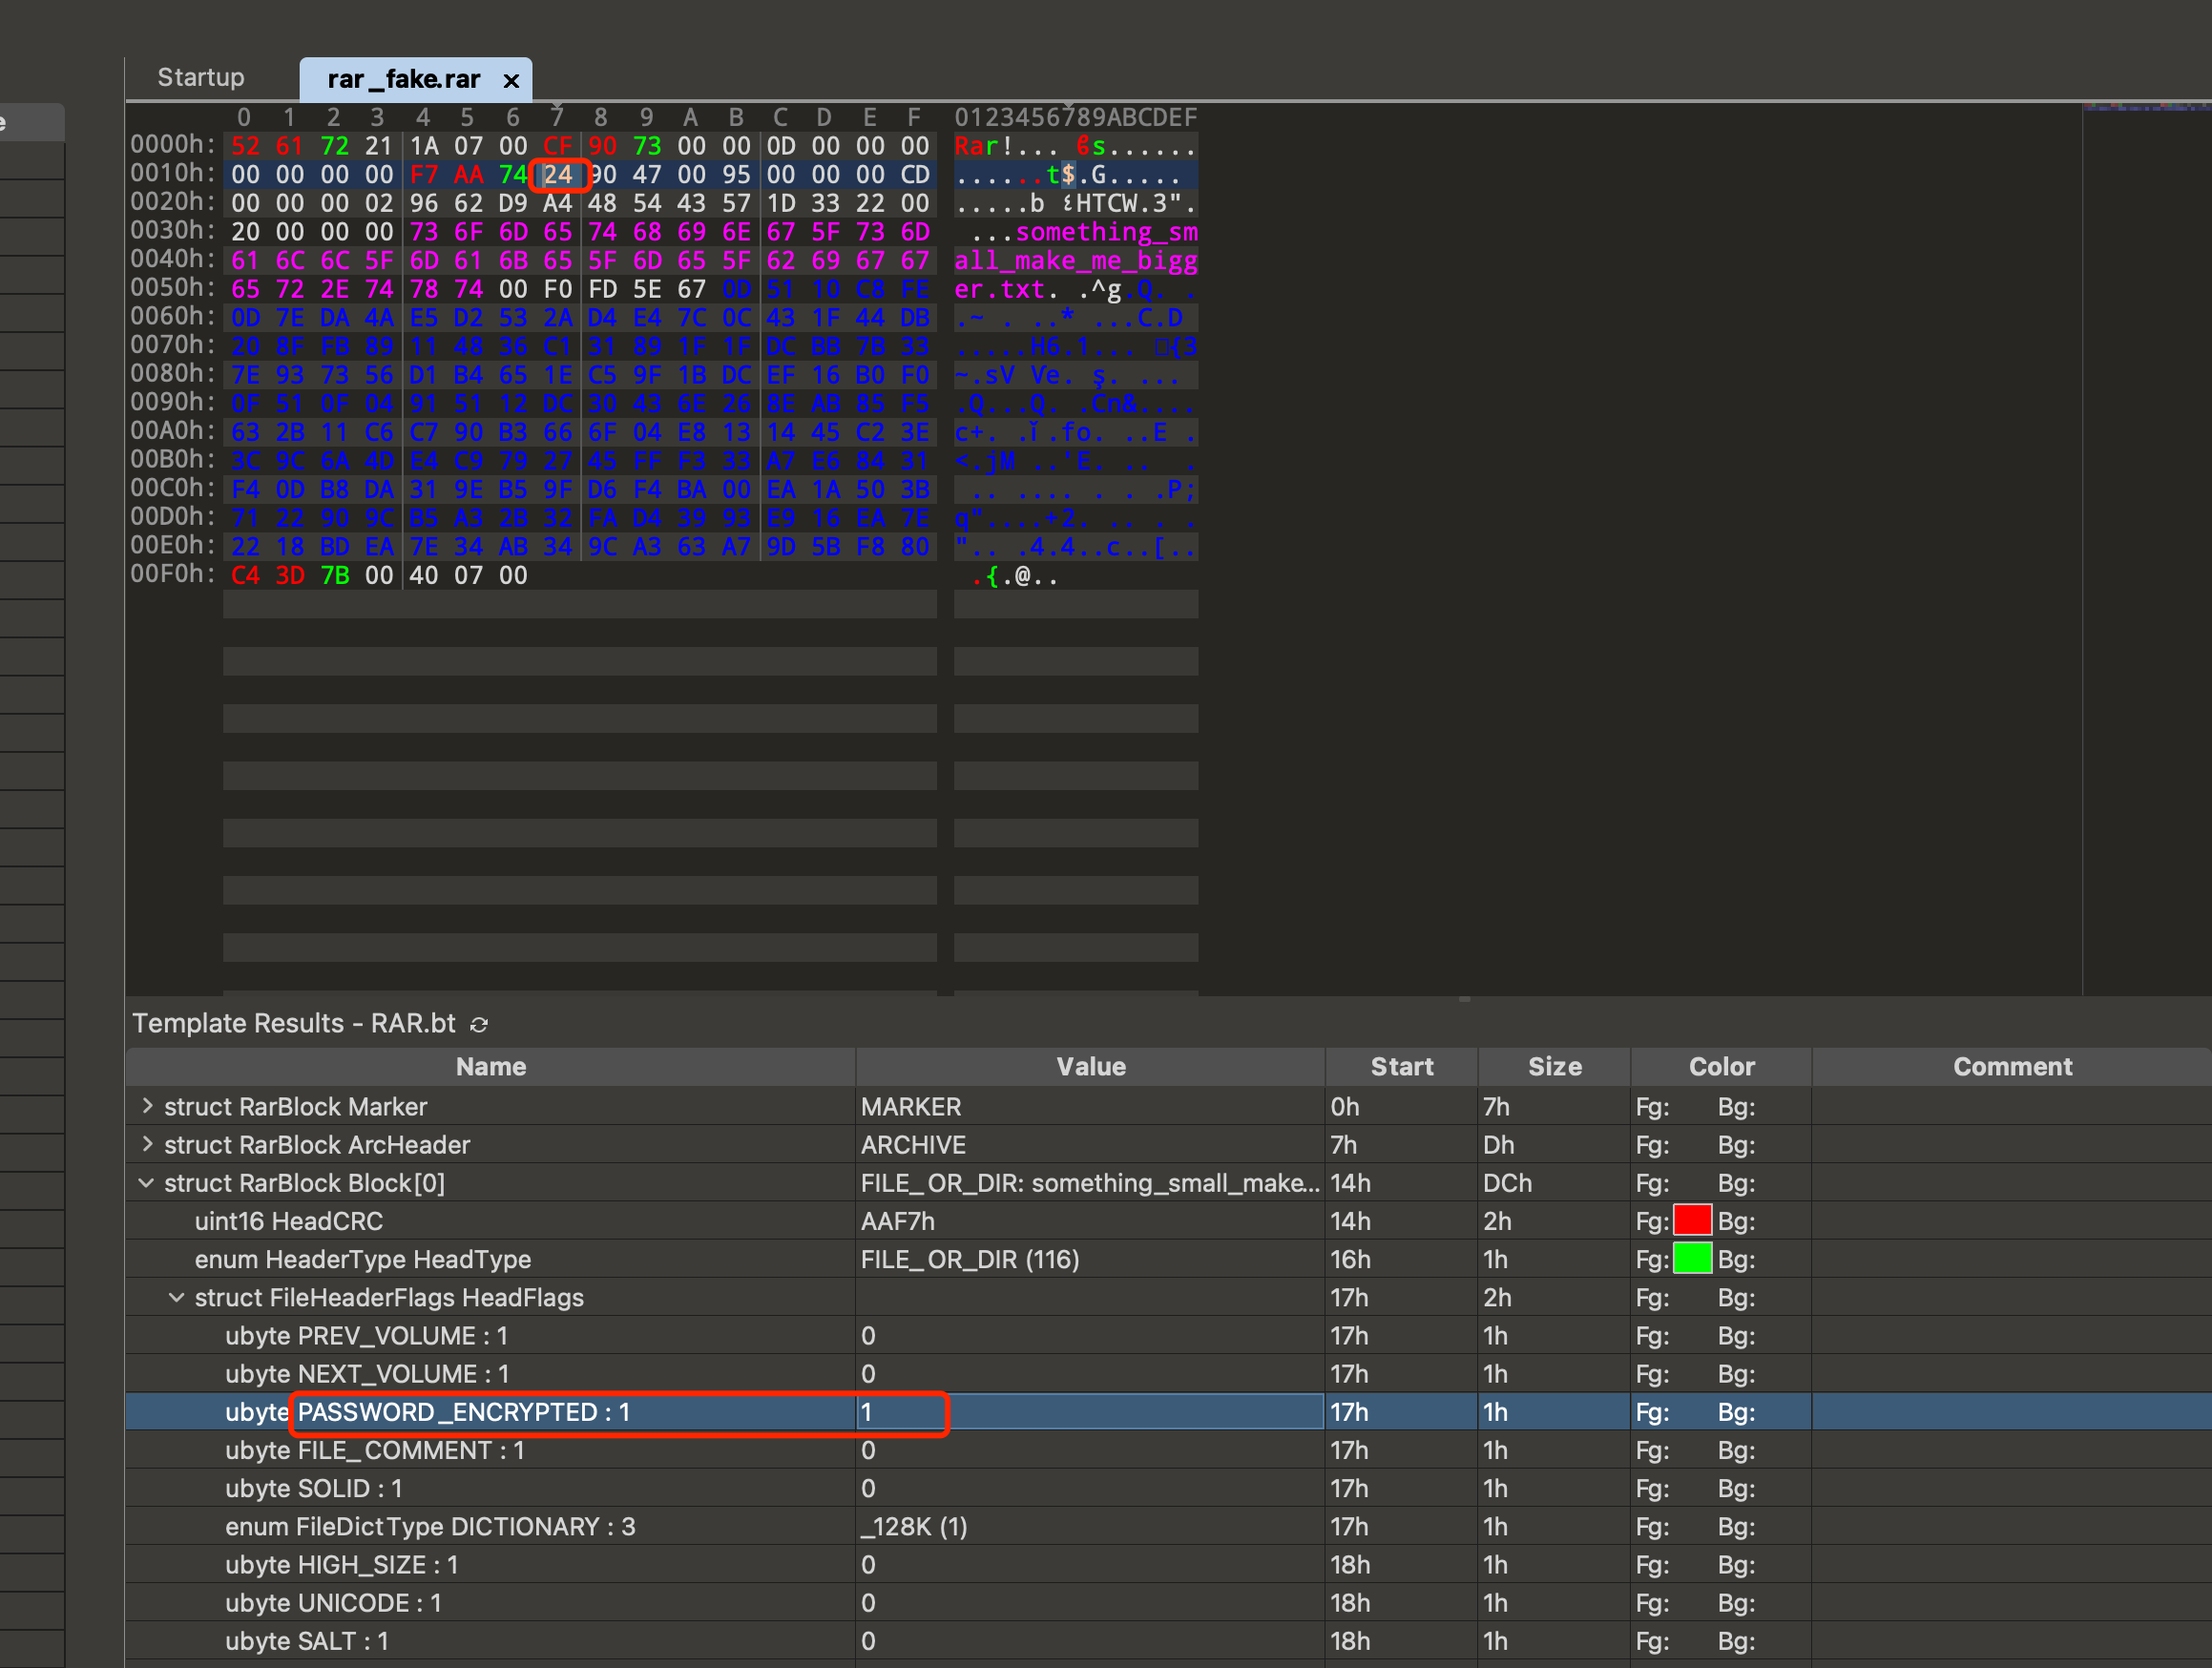 Startup
rar_fake.rar ×
e
0 1 2 3 4 5 6 7 8 9 A B C D E F 0123456789ABCDEF
0000h: 52 61 72 21 1A 07 00 CF 90 73 00 00 0D 00 00 00 Rar!... ϐs......
0010h: 00 00 00 00 F7 AA 74 24 90 47 00 95 00 00 00 CD ......t$.G.....
0020h: 00 00 00 02 96 62 D9 A4 48 54 43 57 1D 33 22 00 .....b HTCW.3".
0030h: 20 00 00 00 73 6F 6D 65 74 68 69 6E 67 5F 73 6D ...something_sm
0040h: 61 6C 6C 5F 6D 61 6B 65 5F 6D 65 5F 62 69 67 67 all_make_me_bigg
0050h: 65 72 2E 74 78 74 00 F0 FD 5E 67 0D 51 10 C8 FE er.txt. .^g.Q. .
0060h: 0D 7E DA 4A E5 D2 53 2A D4 E4 7C 0C 43 1F 44 DB .~ . ..* ...C.D
0070h: 20 8F FB 89 11 48 36 C1 31 89 1F 1F DC BB 7B 33 .....H6.1... □{3
0080h: 7E 93 73 56 D1 B4 65 1E C5 9F 1B DC EF 16 B0 F0 ~.sV Ѵe. ş. ...
0090h: 0F 51 0F 04 91 51 12 DC 30 43 6E 26 8E AB 85 F5 .Q...Q. .Cn&....
00A0h: 63 2B 11 C6 C7 90 B3 66 6F 04 E8 13 14 45 C2 3E c+. .ǐ.fo. ..E .
00B0h: 3C 9C 6A 4D E4 C9 79 27 45 FF F3 33 A7 E6 84 31 <.jM ..'E. .. .
00C0h: F4 0D B8 DA 31 9E B5 9F D6 F4 BA 00 EA 1A 50 3B .. .... . . .P;
00D0h: 71 22 90 9C B5 A3 2B 32 FA D4 39 93 E9 16 EA 7E q"....+2. .. . .
00E0h: 22 18 BD EA 7E 34 AB 34 9C A3 63 A7 9D 5B F8 80 ".. .4.4..c..[..
00F0h: C4 3D 7B 00 40 07 00 .{.@..
Template Results - RAR.bt
Name Value Start Size Color Comment
struct RarBlock Marker MARKER 0h 7h Fg: Bg:
struct RarBlock ArcHeader ARCHIVE 7h Dh Fg: Bg:
struct RarBlock Block[0] FILE_OR_DIR: something_small_make... 14h DCh Fg: Bg:
uint16 HeadCRC AAF7h 14h 2h Fg: Bg:
enum HeaderType HeadType FILE_OR_DIR (116) 16h 1h Fg: Bg:
struct FileHeaderFlags HeadFlags 17h 2h Fg: Bg:
ubyte PREV_VOLUME : 1 0 17h 1h Fg: Bg:
ubyte NEXT_VOLUME : 1 0 17h 1h Fg: Bg:
ubyte PASSWORD_ENCRYPTED : 1 1 17h 1h Fg: Bg:
ubyte FILE_COMMENT : 1 0 17h 1h Fg: Bg:
ubyte SOLID : 1 0 17h 1h Fg: Bg:
enum FileDictType DICTIONARY : 3 _128K (1) 17h 1h Fg: Bg:
ubyte HIGH_SIZE : 1 0 18h 1h Fg: Bg:
ubyte UNICODE : 1 0 18h 1h Fg: Bg:
ubyte SALT : 1 0 18h 1h Fg: Bg: